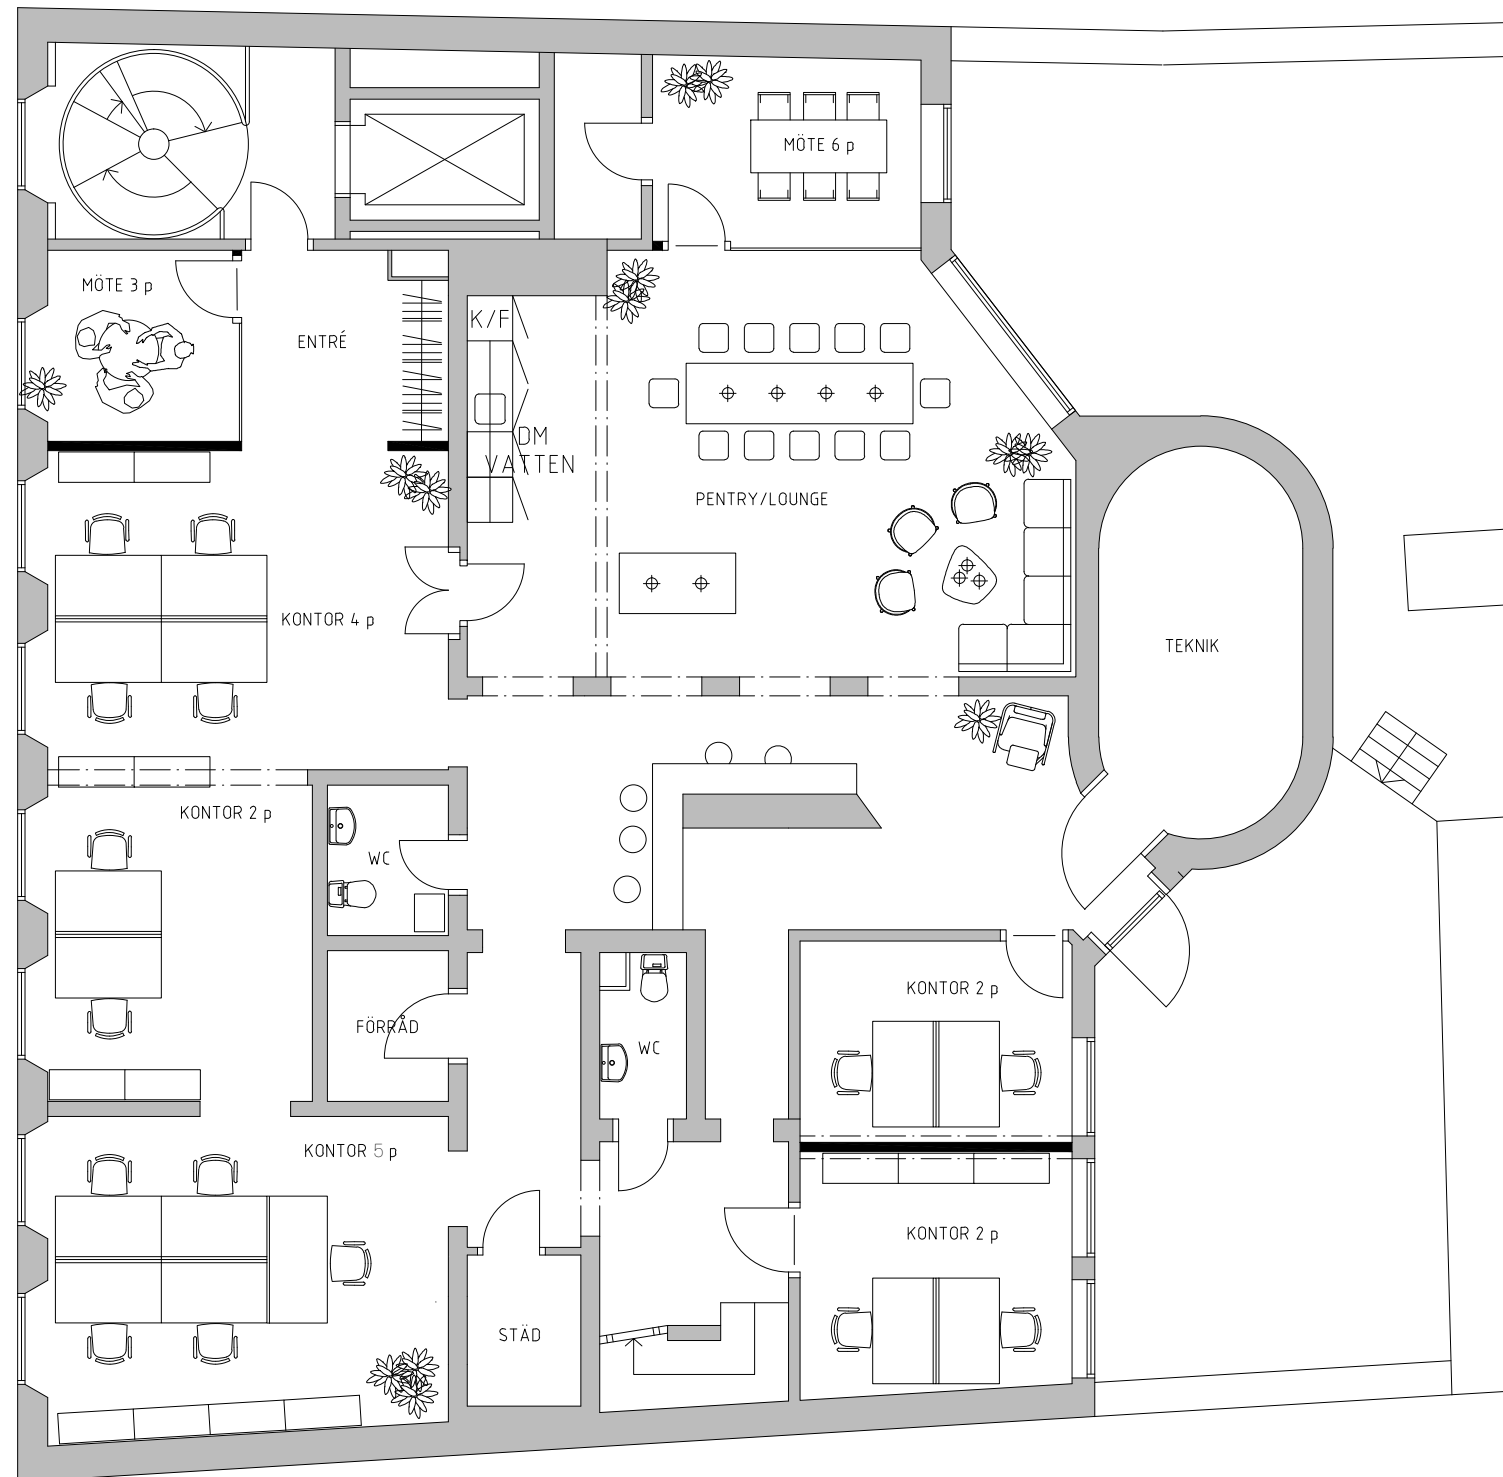 MÖTE 6 p
MÖTE 3 p
K/F
ENTRÉ
DM
VATTEN
PENTRY/LOUNGE
KONTOR 4 p
TEKNIK
KONTOR 2 p
WC
KONTOR 2 p
FÖRRÅD
WC
KONTOR 5 p
KONTOR 2 p
STÄD